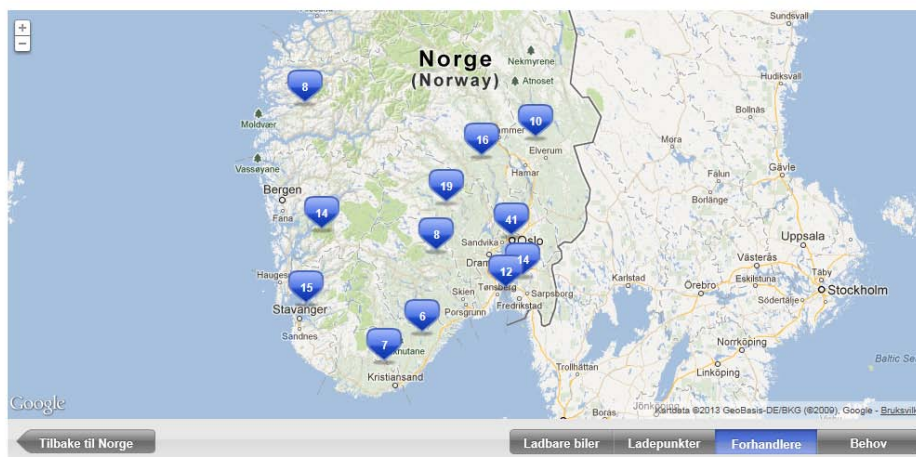 Sundsvall
+
−
Norge
(Norway)
Nekmyrene
Atnoset
Hudiksvall
8
Bollnäs
Moldvær
10
16
Elverum
Mora
Vassøyane
Hamar
Falun
Gävle
19
Borlänge
Bergen
14
Fana
41
8
Sandvika
Oslo
Uppsala
14
12
Västerås
Täby
Karlstad
Örebro
Eskilstuna
Stockholm
15
Skien
Tønsberg
Sarpsborg
Södertälje
Stavanger
Porsgrunn
Fredrikstad
6
Sandnes
7
Norrköping
Trollhättan
Linköping
Kristiansand
Baltic Se
Google
Jönköping
Borås
Kartdata ©2013 GeoBasis-DE/BKG (©2009), Google - Bruksvilk
Tilbake til Norge
Ladbare biler
Ladepunkter
Forhandlere
Behov